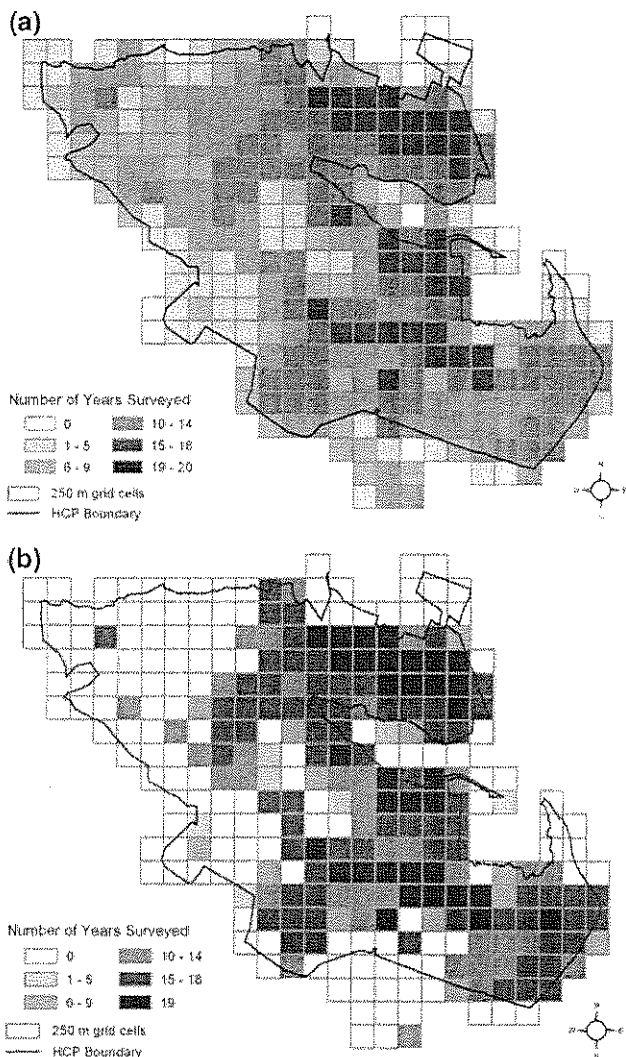 (a)
Number of Years Surveyed
0 10 - 14
1 - 5 15 - 18
6 - 9 19 - 20
250 m grid cells
HCP Boundary
(b)
Number of Years Surveyed
0 10 - 14
1 - 5 15 - 18
6 - 9 19
250 m grid cells
HCP Boundary